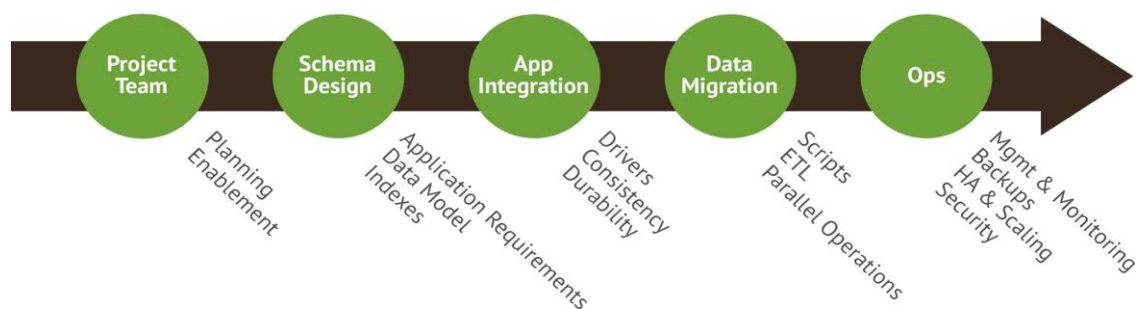 Project
Team
Schema
Design
App
Integration
Data
Migration
Ops
Planning
Enablement
Application Requirements
Data Model
Indexes
Drivers
Consistency
Durability
Scripts
ETL
Parallel Operations
Mgmt & Monitoring
Backups
HA & Scaling
Security